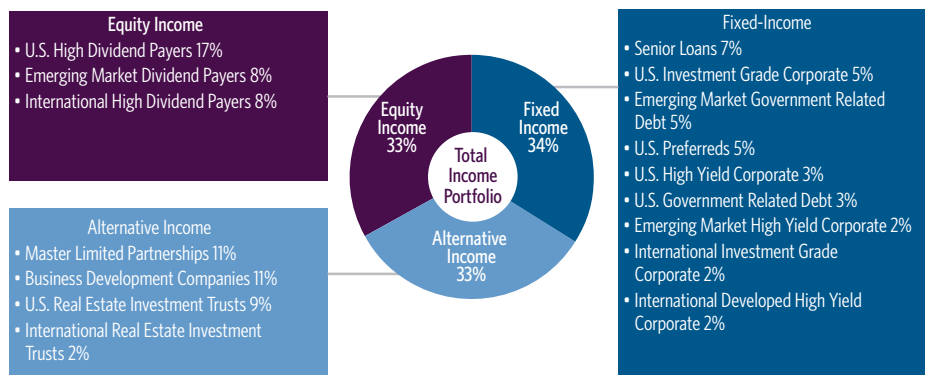 Equity Income
• U.S. High Dividend Payers 17%
• Emerging Market Dividend Payers 8%
• International High Dividend Payers 8%
Alternative Income
• Master Limited Partnerships 11%
• Business Development Companies 11%
• U.S. Real Estate Investment Trusts 9%
• International Real Estate Investment
Trusts 2%
Equity
Income
33%
Fixed
Income
34%
Total
Income
Portfolio
Alternative
Income
33%
Fixed-Income
• Senior Loans 7%
• U.S. Investment Grade Corporate 5%
• Emerging Market Government Related
Debt 5%
• U.S. Preferreds 5%
• U.S. High Yield Corporate 3%
• U.S. Government Related Debt 3%
• Emerging Market High Yield Corporate 2%
• International Investment Grade
Corporate 2%
• International Developed High Yield
Corporate 2%